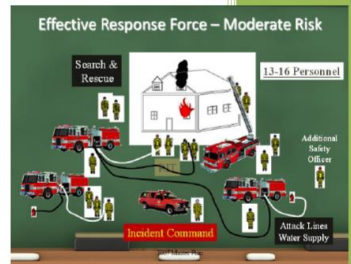 Effective Response Force – Moderate Risk
Search &
Rescue
13-16 Personnel
Additional
Safety
Officer
Incident Command
Attack Lines
Water Supply